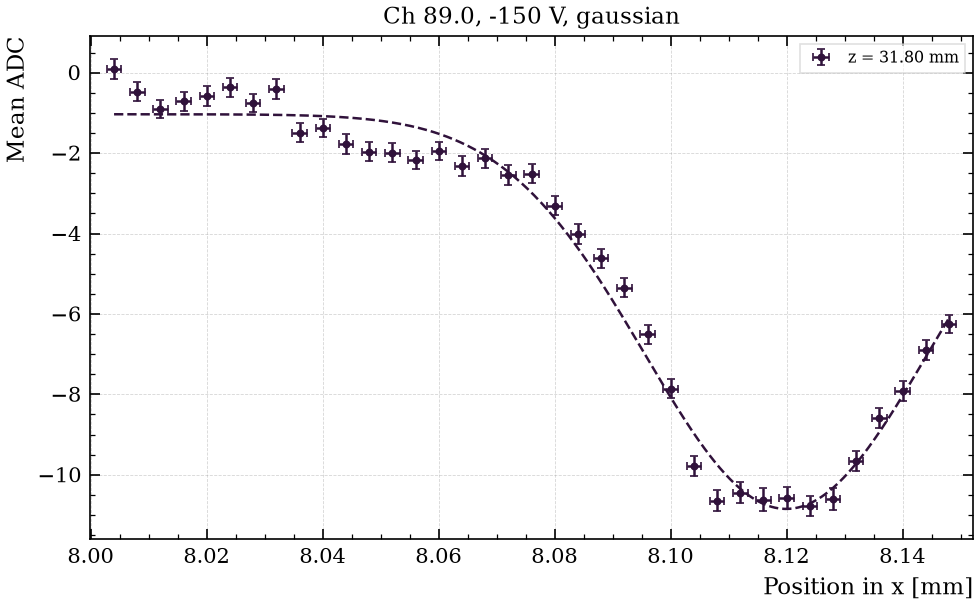 Ch 89.0, -150 V, gaussian
Mean ADC
z = 31.80 mm
0
−2
−4
−6
−8
−10
8.00 8.02 8.04 8.06 8.08 8.10 8.12 8.14
Position in x [mm]